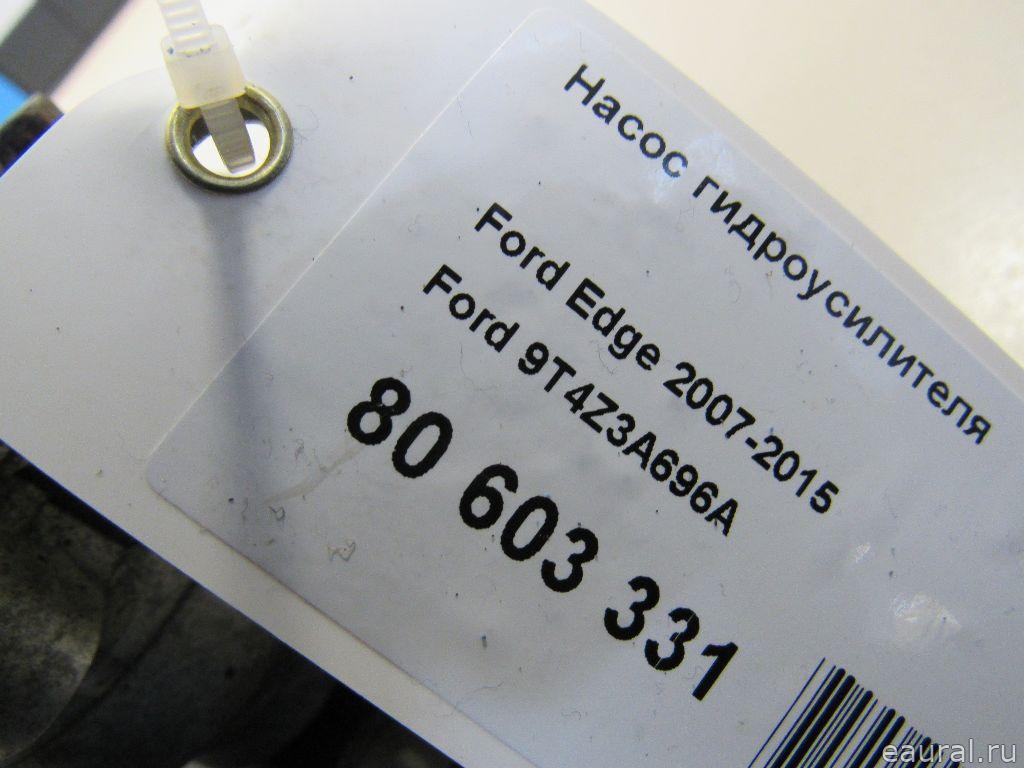 Насос гидроусилителя
Ford Edge 2007-2015
Ford 9T4Z3A696A
80 603 331
eaural.ru